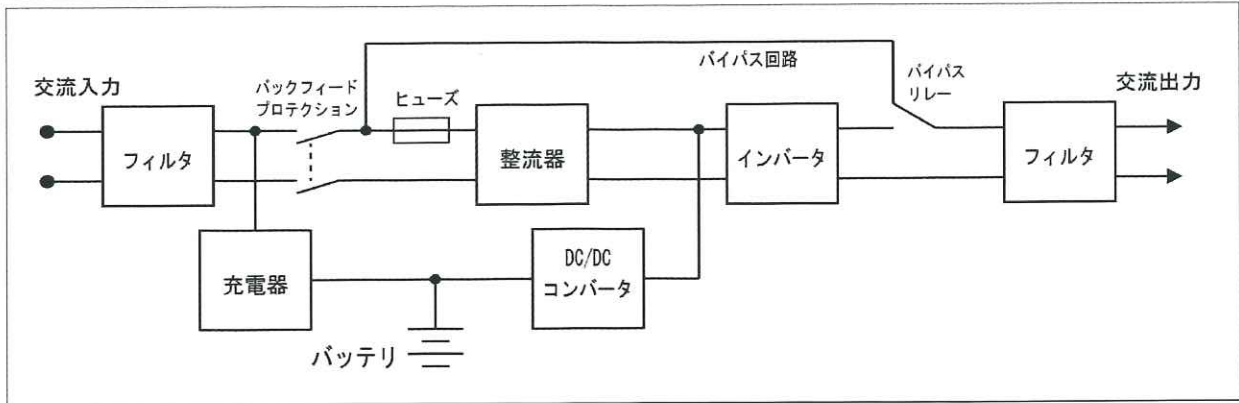 バイパス回路
バイパス
リレー
交流入力
バックフィード
プロテクション
ヒューズ
交流出力
フィルタ
整流器
インバータ
フィルタ
充電器
DC/DC
コンバータ
バッテリ